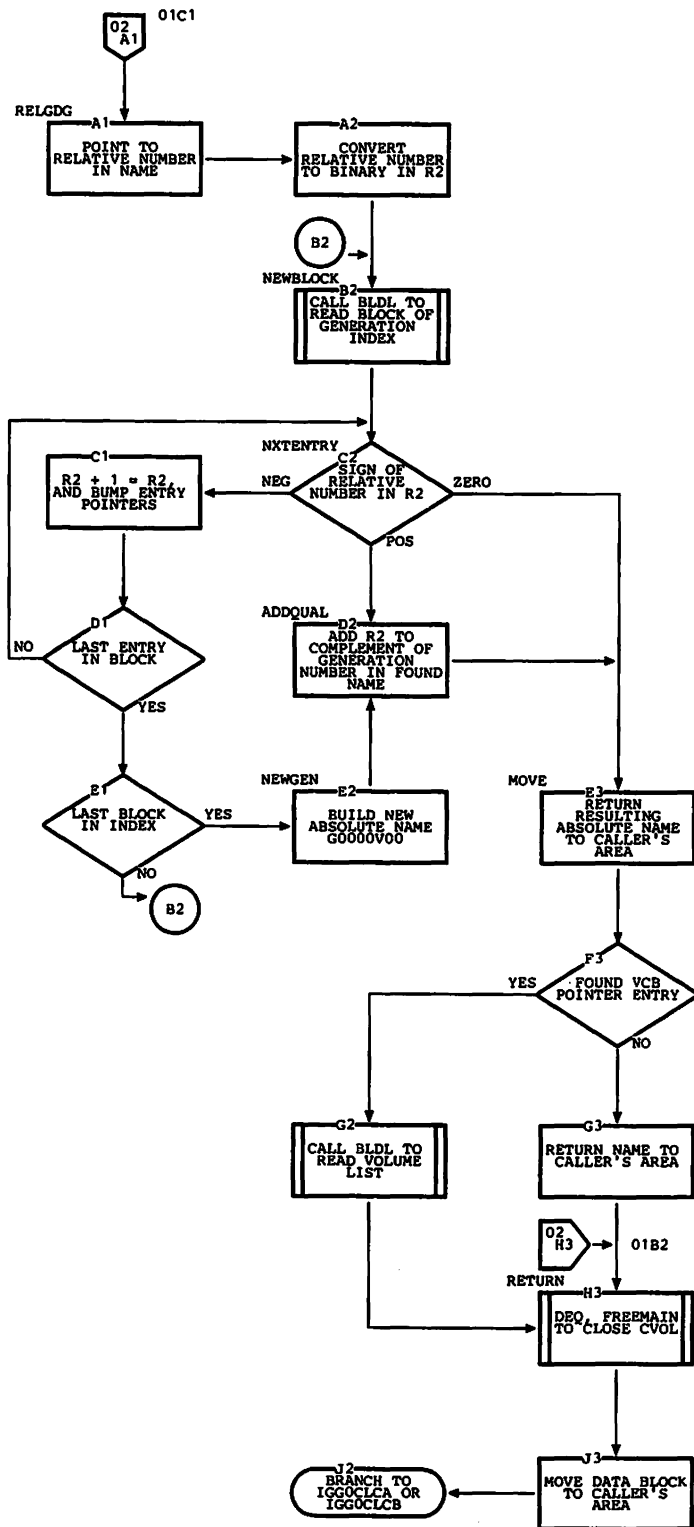 02
A1
01C1
RELGDG
A1
POINT TO
RELATIVE NUMBER
IN NAME
A2
CONVERT
RELATIVE NUMBER
TO BINARY IN R2
B2
NEWBLOCK
B2
CALL BLDL TO
READ BLOCK OF
GENERATION
INDEX
NXTENTRY
C2
SIGN OF
RELATIVE
NUMBER IN R2
NEG
ZERO
POS
C1
R2 + 1 = R2,
AND BUMP ENTRY
POINTERS
D1
LAST ENTRY
IN BLOCK
NO
YES
ADDQUAL
D2
ADD R2 TO
COMPLEMENT OF
GENERATION
NUMBER IN FOUND
NAME
E1
LAST BLOCK
IN INDEX
YES
NO
B2
NEWGEN
E2
BUILD NEW
ABSOLUTE NAME
G0000V00
MOVE
E3
RETURN
RESULTING
ABSOLUTE NAME
TO CALLER'S
AREA
F3
FOUND VCB
POINTER ENTRY
YES
NO
G2
CALL BLDL TO
READ VOLUME
LIST
G3
RETURN NAME TO
CALLER'S AREA
02
H3
01B2
RETURN
H3
DEQ, FREEMAIN
TO CLOSE CVOL
J3
MOVE DATA BLOCK
TO CALLER'S
AREA
J2
BRANCH TO
IGG0CLCA OR
IGG0CLCB